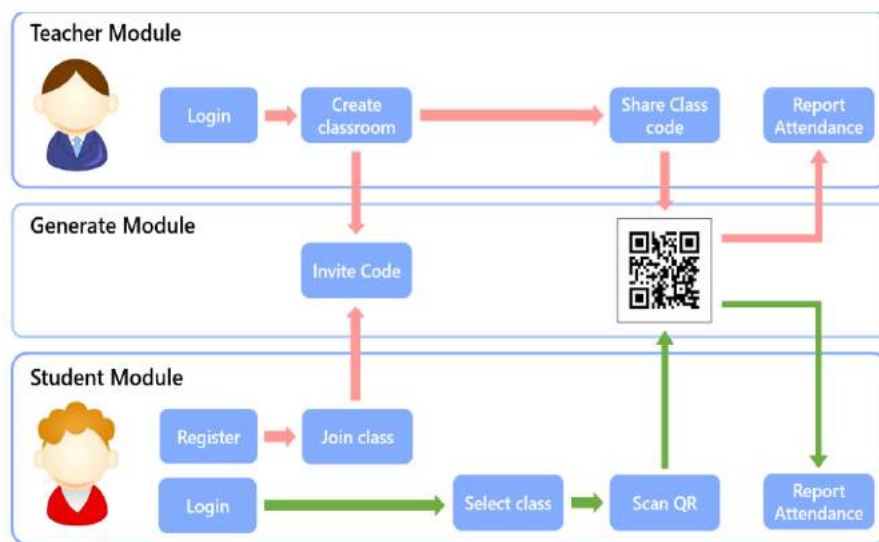 Teacher Module
Login
Create
classroom
Share Class
code
Report
Attendance
Generate Module
Invite Code
Student Module
Register
Join class
Login
Select class
Scan QR
Report
Attendance